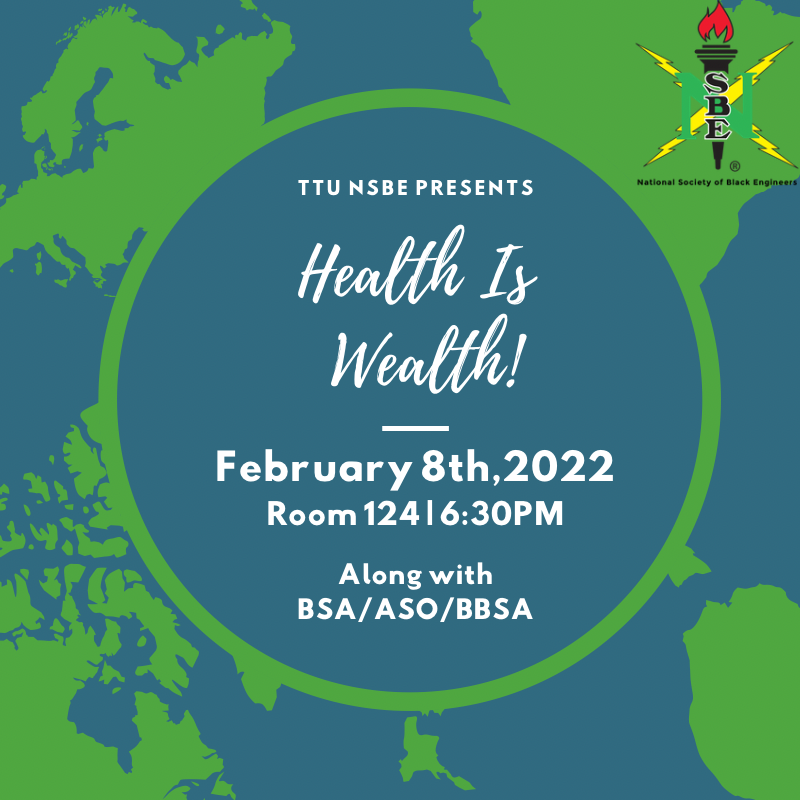 SBE
National Society of Black Engineers
TTU NSBE PRESENTS
Health Is
Wealth!
February 8th,2022
Room 124|6:30PM
Along with
BSA/ASO/BBSA